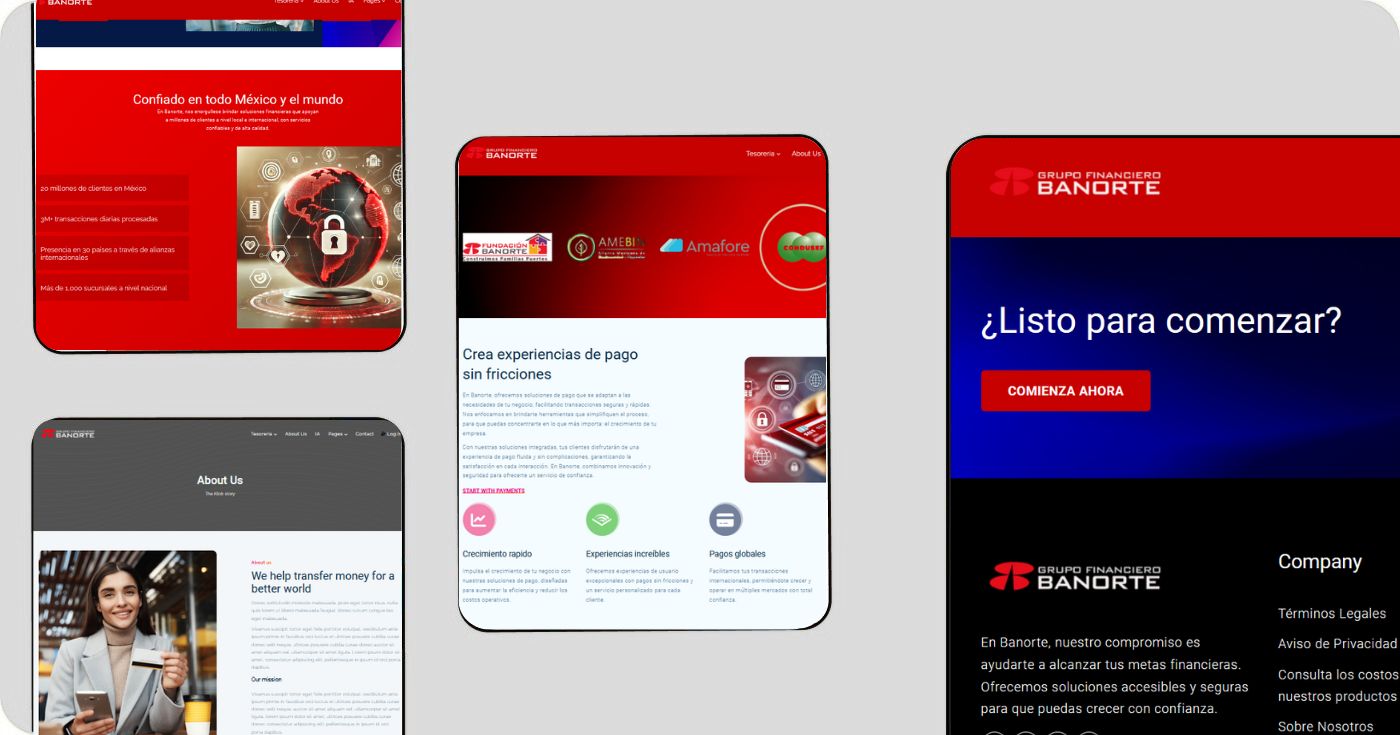 BANORTE
Tesorería
About Us
IA
Pages
Confiado en todo México y el mundo
En Banorte, nos enorgullece brindar soluciones financieras que apoyan
a millones de clientes a nivel local e internacional, con servicios
confiables y de alta calidad.
20 millones de clientes en México
3M+ transacciones diarias procesadas
Presencia en 30 países a través de alianzas
internacionales
Más de 1,000 sucursales a nivel nacional
GRUPO FINANCIERO
BANORTE
Tesorería
About Us
IA
Pages
Contact
Log In
About Us
The Klob story
About us
We help transfer money for a
better world
Our mission
GRUPO FINANCIERO
BANORTE
Tesorería
About Us
FUNDACIÓN
BANORTE
Construimos Familias Fuertes
Amafore
CONDUSEF
Crea experiencias de pago
sin fricciones
En Banorte, ofrecemos soluciones de pago que se adaptan a las
necesidades de tu negocio, facilitando transacciones seguras y rápidas.
Nos enfocamos en brindarte herramientas que simplifiquen el proceso,
para que puedas concentrarte en lo que más importa: el crecimiento de tu
empresa.
Con nuestras soluciones integradas, tus clientes disfrutarán de una
experiencia de pago fluida y sin complicaciones, garantizando la
satisfacción en cada interacción. En Banorte, combinamos innovación y
seguridad para ofrecerte un servicio de confianza.
START WITH PAYMENTS
Crecimiento rapido
Impulsa el crecimiento de tu negocio con
nuestras soluciones de pago, diseñadas
para aumentar la eficiencia y reducir los
costos operativos.
Experiencias increíbles
Ofrecemos experiencias de usuario
excepcionales con pagos sin fricciones y
un servicio personalizado para cada
cliente.
Pagos globales
Facilitamos tus transacciones
internacionales, permitiéndote crecer y
operar en múltiples mercados con total
confianza.
GRUPO FINANCIERO
BANORTE
¿Listo para comenzar?
COMIENZA AHORA
GRUPO FINANCIERO
BANORTE
En Banorte, nuestro compromiso es
ayudarte a alcanzar tus metas financieras.
Ofrecemos soluciones accesibles y seguras
para que puedas crecer con confianza.
Company
Términos Legales
Aviso de Privacidad
Consulta los costos
nuestros productos
Sobre Nosotros